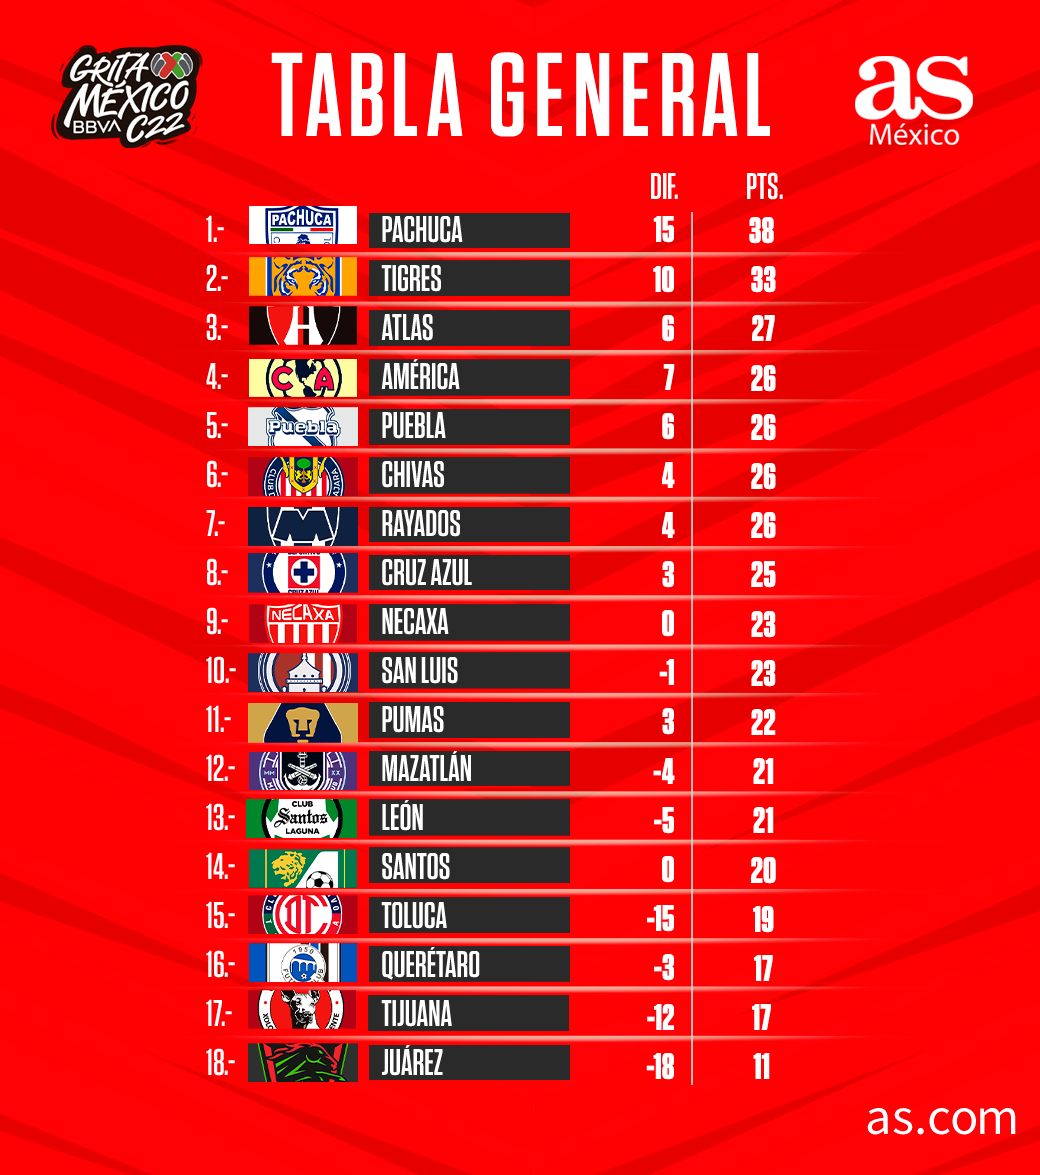 GRITA
MÉXICO
BBVA C22
TABLA GENERAL
as
México
DIF. PTS.
1.- PACHUCA PACHUCA 15 38
2.- TIGRES 10 33
3.- ATLAS 6 27
4.- CA AMÉRICA 7 26
5.- Puebla PUEBLA 6 26
6.- CHIVAS 4 26
7.- RAYADOS 4 26
8.- CRUZ AZUL 3 25
9.- NECAXA NECAXA 0 23
10.- SAN LUIS -1 23
11.- PUMAS 3 22
12.- MAZATLÁN -4 21
13.- CLUB Santos LAGUNA LEÓN -5 21
14.- SANTOS 0 20
15.- TOLUCA -15 19
16.- 1950 QUERÉTARO -3 17
17.- TIJUANA -12 17
18.- JUÁREZ -18 11
as.com